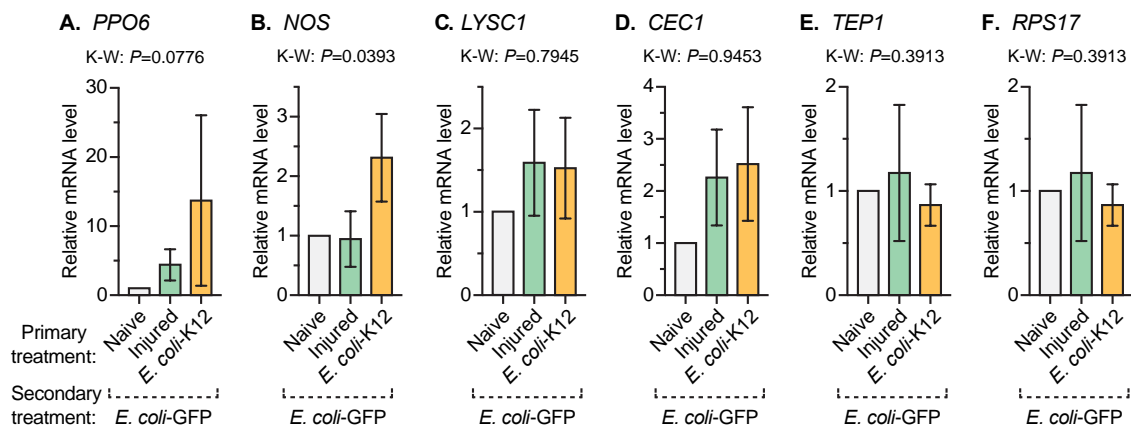 A. PPO6
K-W: P=0.0776
Relative mRNA level
30
20
10
0
Naive
Injured
E. coli-K12
E. coli-GFP
B. NOS
K-W: P=0.0393
Relative mRNA level
3
2
1
0
Naive
Injured
E. coli-K12
E. coli-GFP
C. LYSC1
K-W: P=0.7945
Relative mRNA level
2
1
0
Naive
Injured
E. coli-K12
E. coli-GFP
D. CEC1
K-W: P=0.9453
Relative mRNA level
4
3
2
1
0
Naive
Injured
E. coli-K12
E. coli-GFP
E. TEP1
K-W: P=0.3913
Relative mRNA level
2
1
0
Naive
Injured
E. coli-K12
E. coli-GFP
F. RPS17
K-W: P=0.3913
Relative mRNA level
2
1
0
Naive
Injured
E. coli-K12
E. coli-GFP
Primary
treatment:
Secondary
treatment: